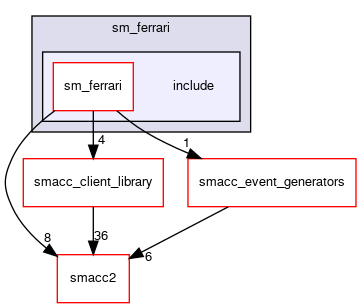 sm_ferrari
sm_ferrari include
4
1
smacc_client_library smacc_event_generators
8
36
6
smacc2